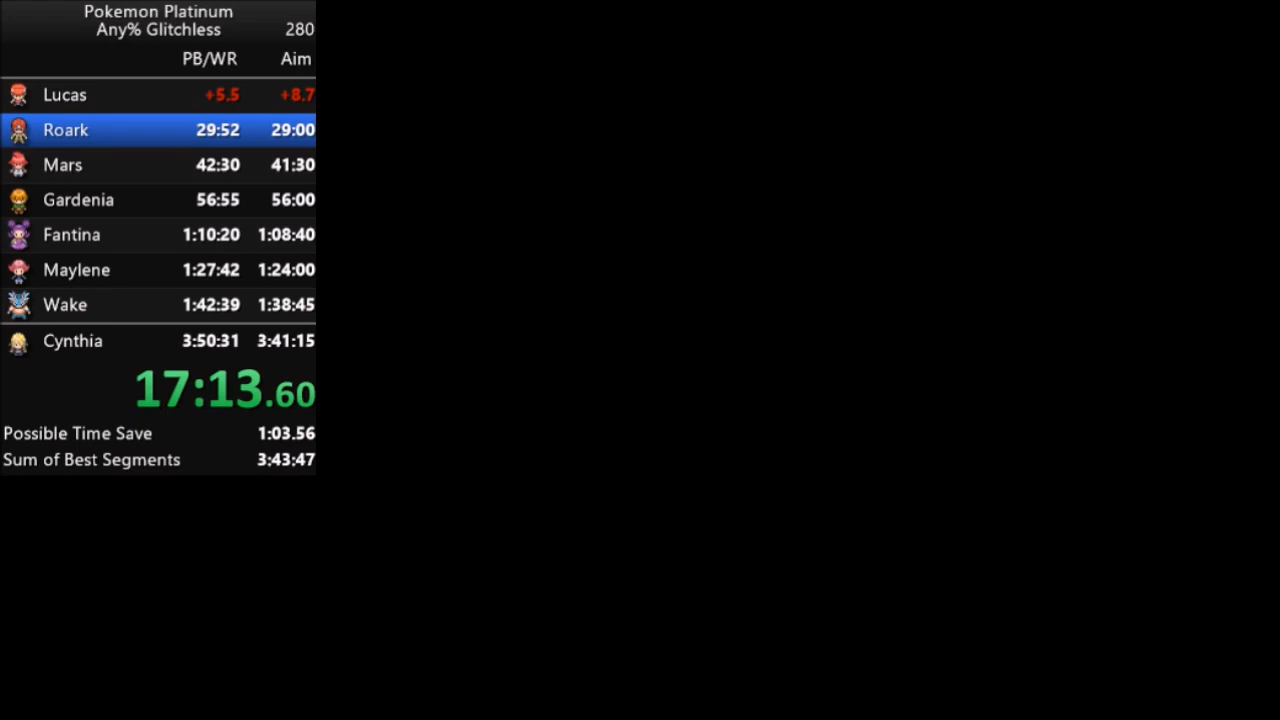 Pokemon Platinum
Any% Glitchless 280
PB/WR Aim
Lucas +5.5 +8.7
Roark 29:52 29:00
Mars 42:30 41:30
Gardenia 56:55 56:00
Fantina 1:10:20 1:08:40
Maylene 1:27:42 1:24:00
Wake 1:42:39 1:38:45
Cynthia 3:50:31 3:41:15
17:13.60
Possible Time Save 1:03.56
Sum of Best Segments 3:43:47